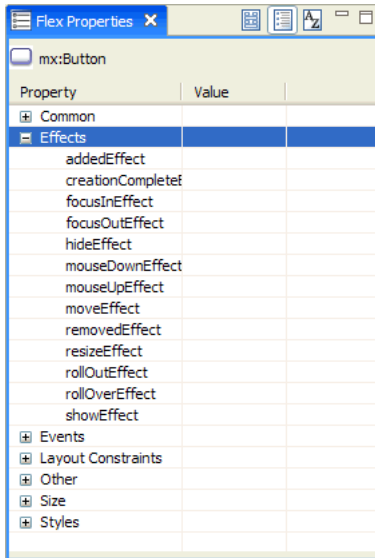 Flex Properties
mx:Button
Property Value
Common
Effects
addedEffect
creationCompleteE
focusInEffect
focusOutEffect
hideEffect
mouseDownEffect
mouseUpEffect
moveEffect
removedEffect
resizeEffect
rollOutEffect
rollOverEffect
showEffect
Events
Layout Constraints
Other
Size
Styles